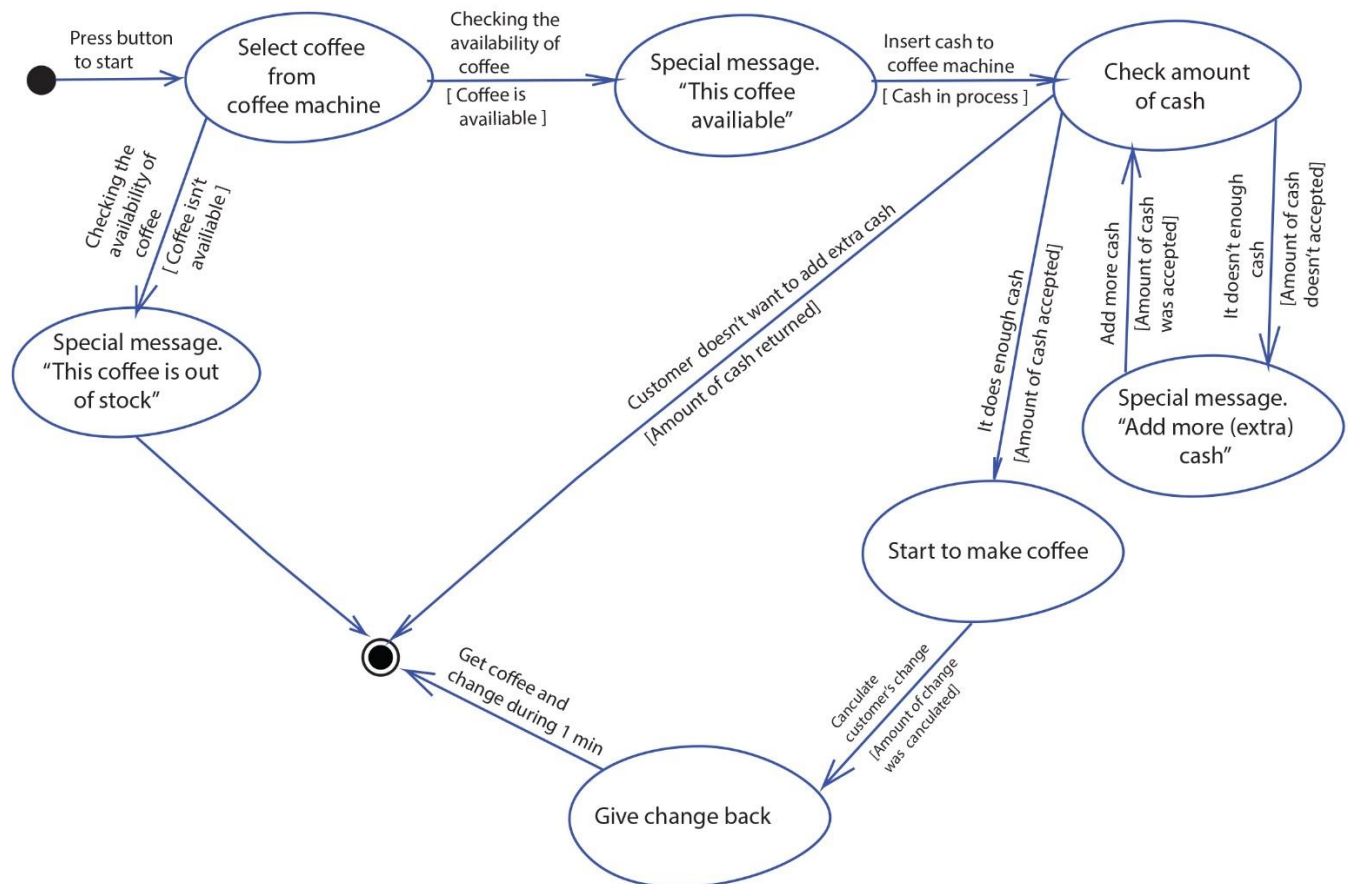 Press button
to start
Select coffee
from
coffee machine
Checking the
availability of
coffee
[ Coffee is
availiable ]
Special message.
“This coffee
availiable”
Insert cash to
coffee machine
[ Cash in process ]
Check amount
of cash
Checking the
availability of
coffee
[ Coffee isn’t
availiable ]
Special message.
“This coffee is out
of stock”
Customer doesn’t want to add extra cash
[Amount of cash returned]
It does enough cash
[Amount of cash accepted]
Add more cash
[Amount of cash
was accepted]
It doesn’t enough
cash
[Amount of cash
doesn’t accepted]
Special message.
“Add more (extra)
cash”
Start to make coffee
Canculate
customer’s change
[Amount of change
was canculated]
Get coffee and
change during 1 min
Give change back